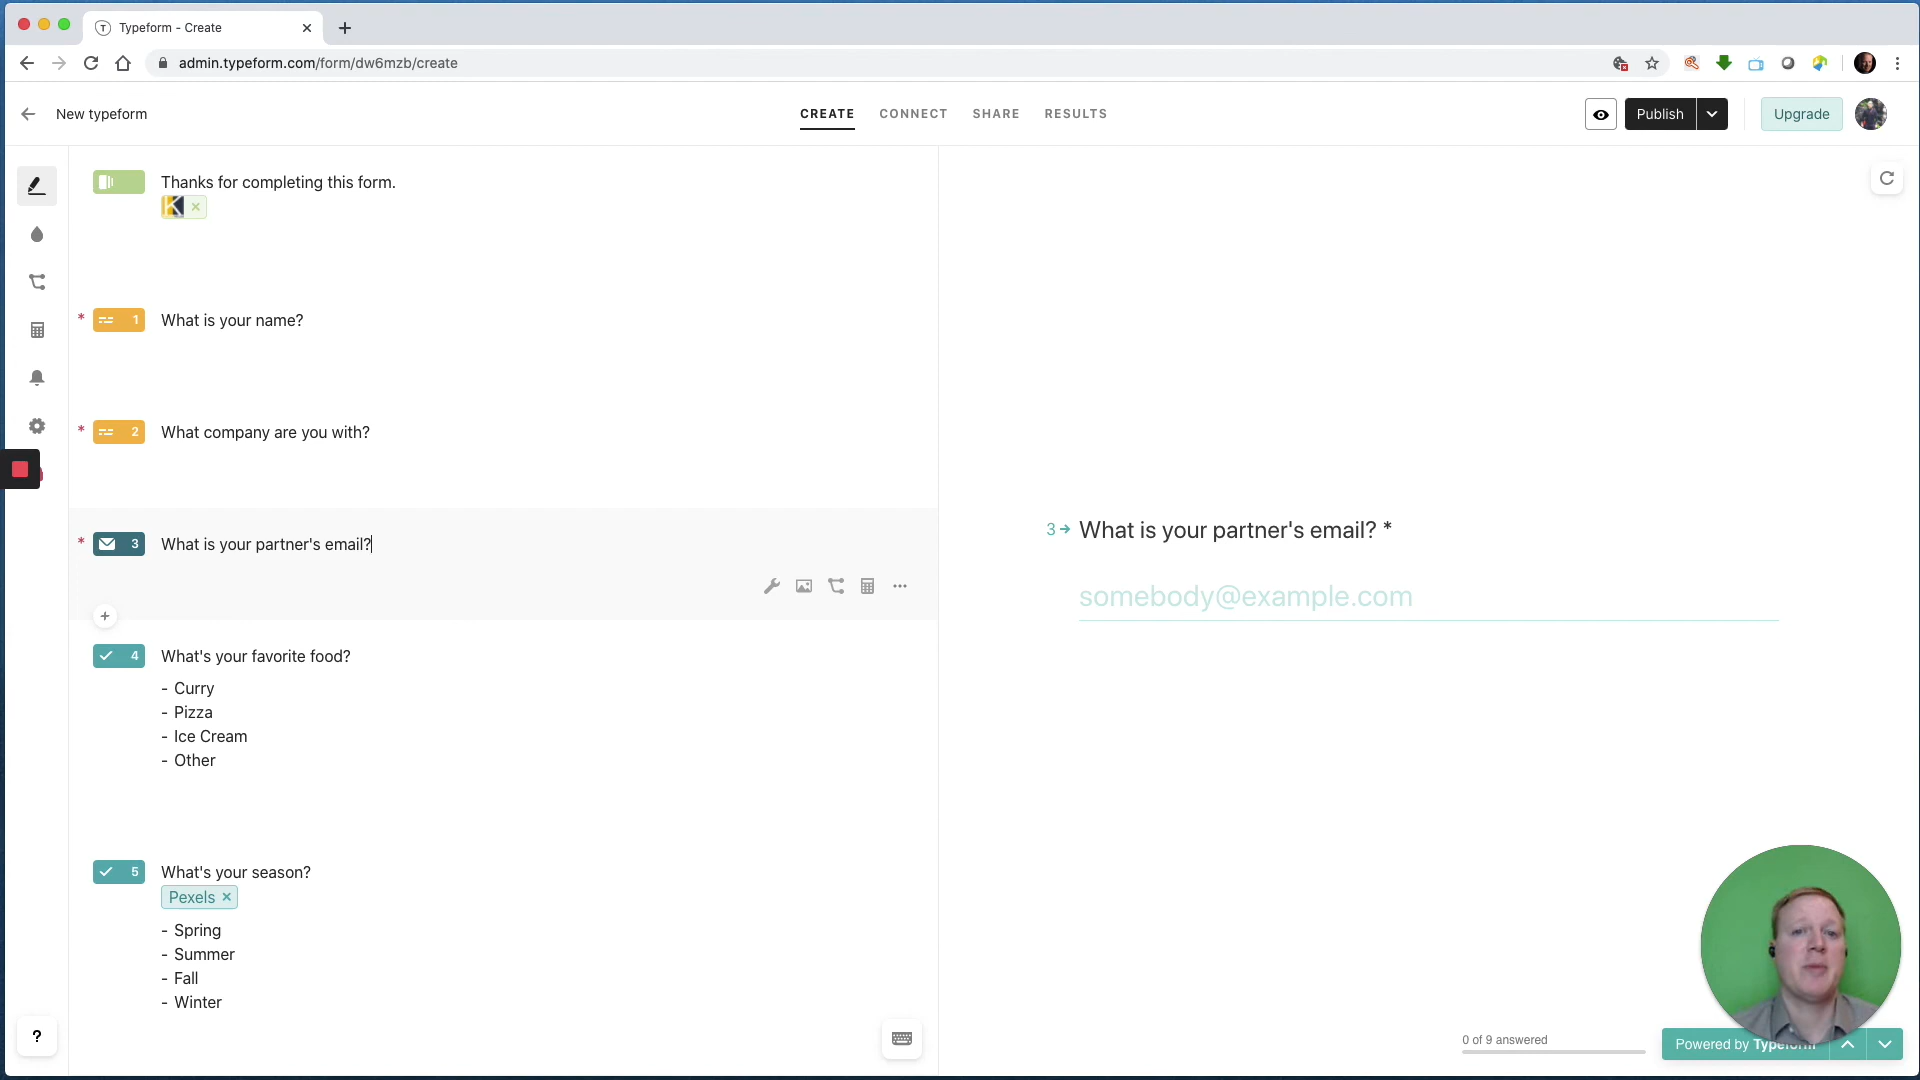 Typeform - Create
admin.typeform.com/form/dw6mzb/create
New typeform
CREATE
CONNECT
SHARE
RESULTS
Publish
Upgrade
Thanks for completing this form.
* 1 What is your name?
* 2 What company are you with?
* 3 What is your partner's email?
4 What's your favorite food?
- Curry
- Pizza
- Ice Cream
- Other
5 What's your season?
Pexels ×
- Spring
- Summer
- Fall
- Winter
?
3 → What is your partner's email? *
somebody@example.com
0 of 9 answered
Powered by Typeform